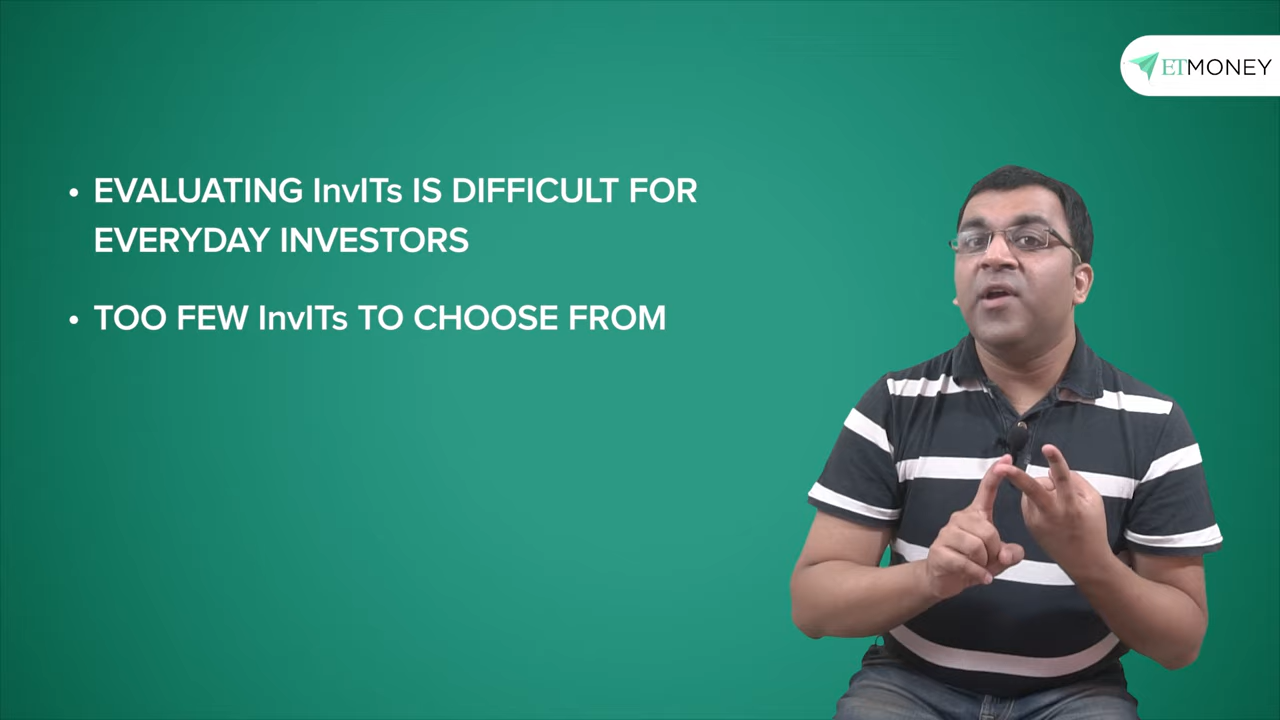 ETMONEY
• EVALUATING InvITs IS DIFFICULT FOR
EVERYDAY INVESTORS
• TOO FEW InvITs TO CHOOSE FROM